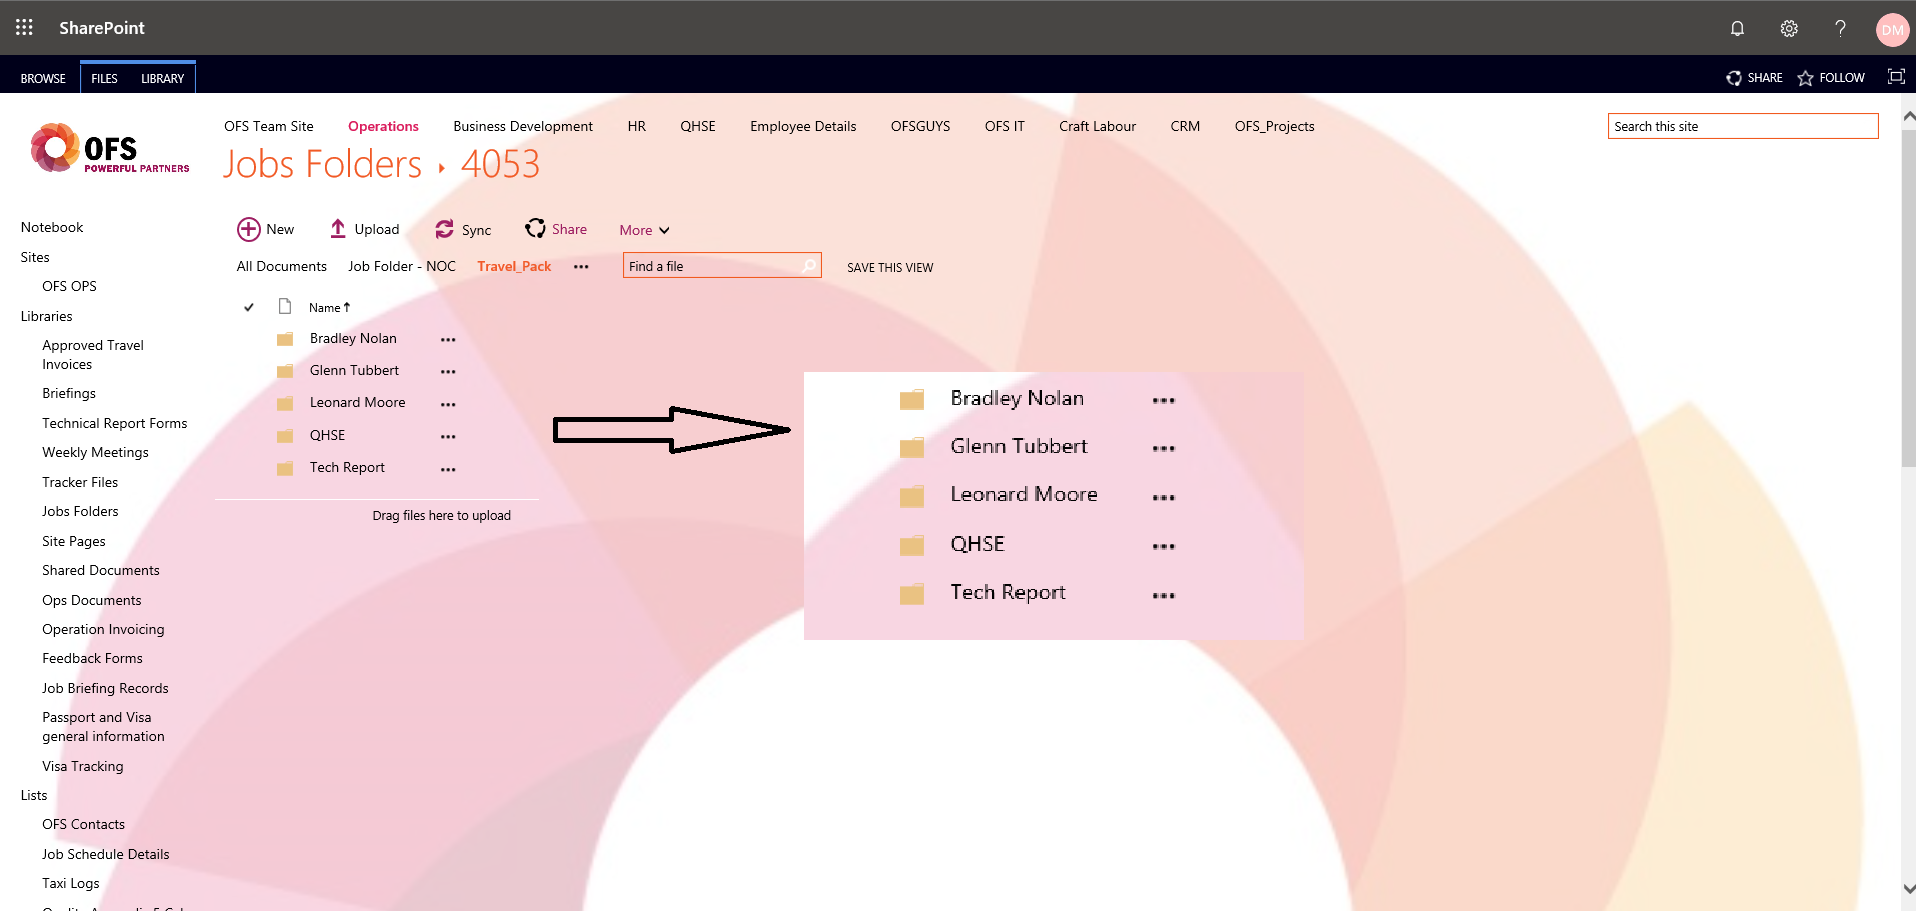 SharePoint
DM
BROWSE FILES LIBRARY
SHARE FOLLOW
OFS
POWERFUL PARTNERS
OFS Team Site Operations Business Development HR QHSE Employee Details OFSGUYS OFS IT Craft Labour CRM OFS_Projects
Search this site
Jobs Folders 4053
New Upload Sync Share More
All Documents Job Folder - NOC Travel_Pack ••• Find a file SAVE THIS VIEW
Name
Bradley Nolan •••
Glenn Tubbert •••
Leonard Moore •••
QHSE •••
Tech Report •••
Drag files here to upload
Bradley Nolan •••
Glenn Tubbert •••
Leonard Moore •••
QHSE •••
Tech Report •••
Notebook
Sites
OFS OPS
Libraries
Approved Travel
Invoices
Briefings
Technical Report Forms
Weekly Meetings
Tracker Files
Jobs Folders
Site Pages
Shared Documents
Ops Documents
Operation Invoicing
Feedback Forms
Job Briefing Records
Passport and Visa
general information
Visa Tracking
Lists
OFS Contacts
Job Schedule Details
Taxi Logs